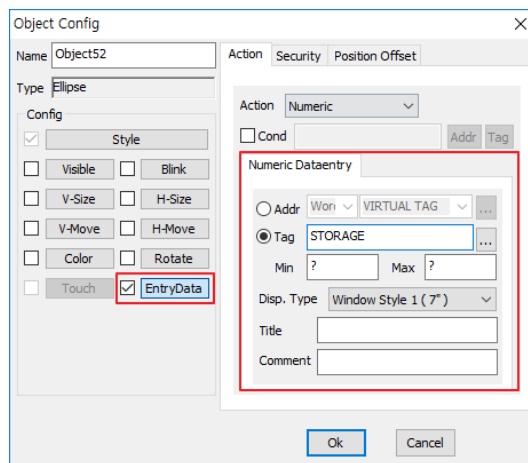 Object Config
Name Object52
Type Ellipse
Config
Style
Visible Blink
V-Size H-Size
V-Move H-Move
Color Rotate
Touch EntryData
Action Security Position Offset
Action Numeric
Cond Addr Tag
Numeric Dataentry
Addr Word VIRTUAL TAG ...
Tag STORAGE ...
Min ? Max ?
Disp. Type Window Style 1 ( 7" )
Title
Comment
Ok Cancel